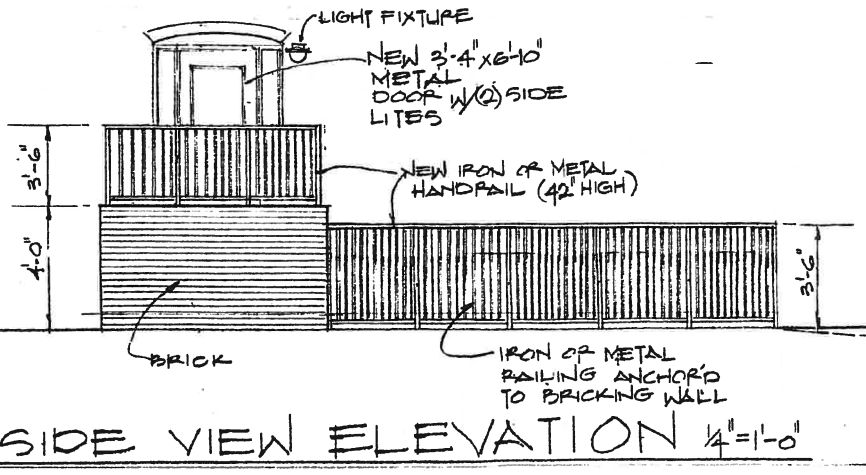 LIGHT FIXTURE
NEW 3'-4" x 6'-10"
METAL
DOOR W/(2) SIDE
LITES
3'-6"
NEW IRON OR METAL
HANDRAIL (42" HIGH)
4'-0"
3'-6"
BRICK
IRON OR METAL
RAILING ANCHOR'D
TO BRICKING WALL
SIDE VIEW ELEVATION 1/4"=1'-0"